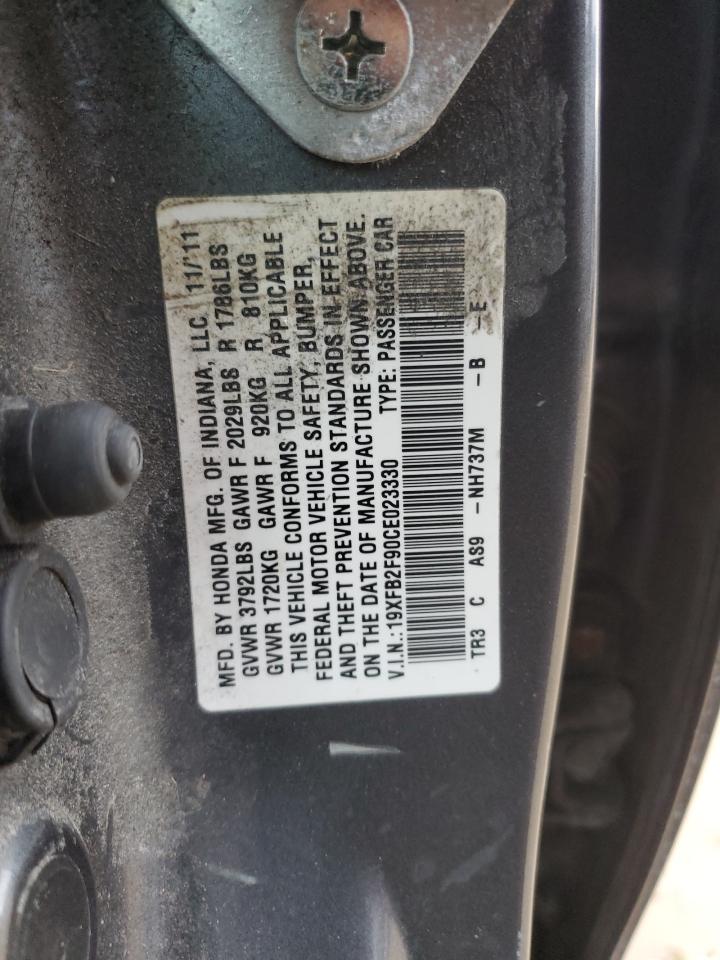 MFD. BY HONDA MFG. OF INDIANA, LLC 11/'11
GVWR 3792LBS GAWR F 2029LBS R 1786LBS
GVWR 1720KG GAWR F 920KG R 810KG
THIS VEHICLE CONFORMS TO ALL APPLICABLE
FEDERAL MOTOR VEHICLE SAFETY, BUMPER,
AND THEFT PREVENTION STANDARDS IN EFFECT
ON THE DATE OF MANUFACTURE SHOWN ABOVE.
V.I.N.:19XFB2F90CE023330 TYPE: PASSENGER CAR
TR3 C AS9 -NH737M -B -E